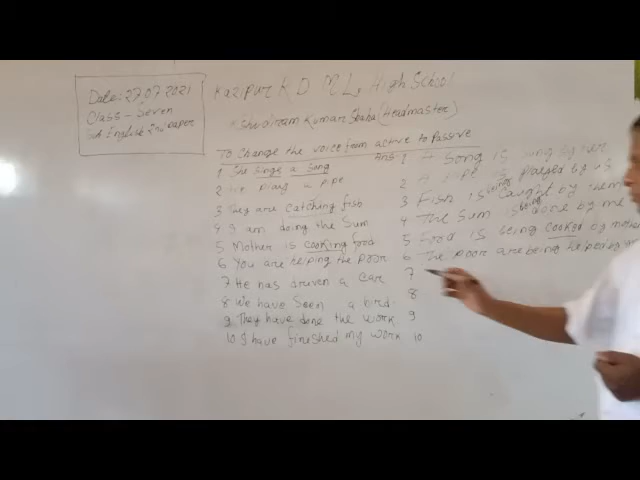 Date: 27.07.2021
Class - Seven
English 2nd paper
Kazipur K D M L High School
Kumar Shaha (Headmaster)
To Change the voice from active to Passive
1 She sings a song
2 We play a pipe
3 They are catching fish
4 I am doing the Sum
5 Mother is cooking food
6 You are helping the poor
7 He has driven a car
8 We have seen a bird
9 They have done the work
10 I have finished my work
Ans 1 A song is sung by her
2 A pipe is played by us
3 Fish is being caught by them
4 The Sum is being done by me
5 Food is being cooked by mother
6 The poor are being helped by
7
8
9
10